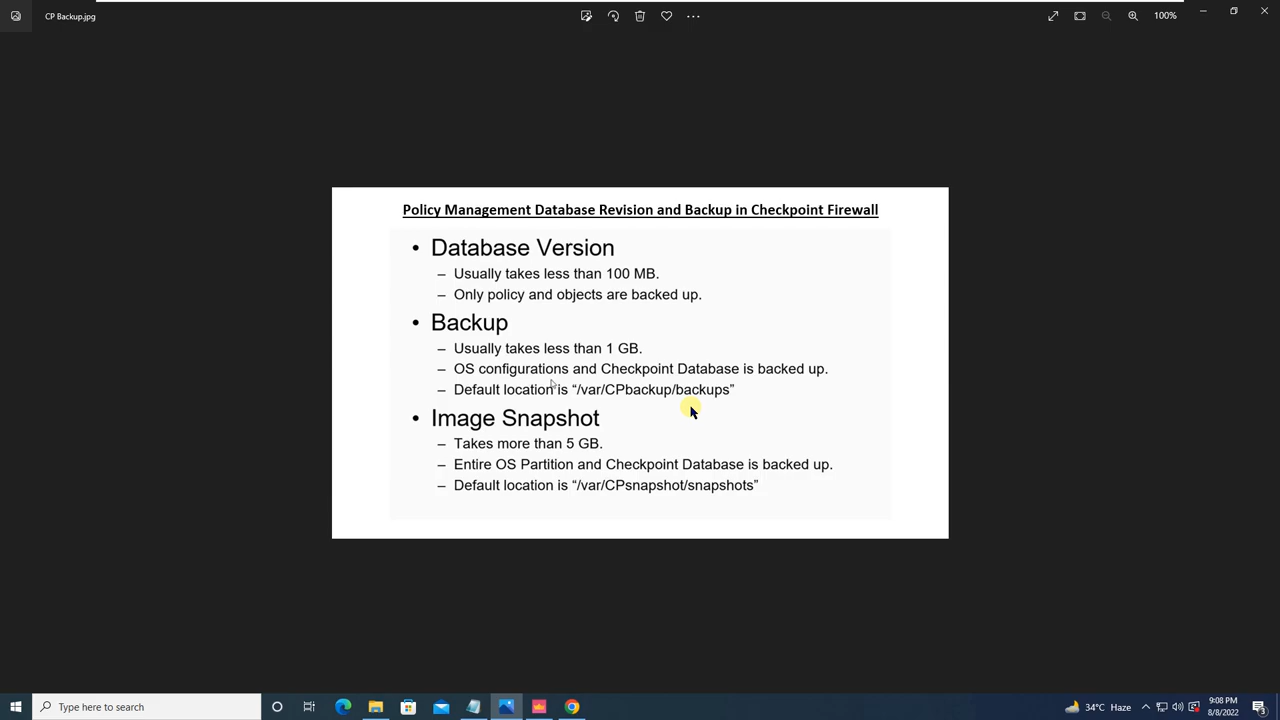 CP Backup.jpg
100%
Policy Management Database Revision and Backup in Checkpoint Firewall
• Database Version
– Usually takes less than 100 MB.
– Only policy and objects are backed up.
• Backup
– Usually takes less than 1 GB.
– OS configurations and Checkpoint Database is backed up.
– Default location is “/var/CPbackup/backups”
• Image Snapshot
– Takes more than 5 GB.
– Entire OS Partition and Checkpoint Database is backed up.
– Default location is “/var/CPsnapshot/snapshots”
Type here to search
34°C Haze
9:08 PM
8/8/2022